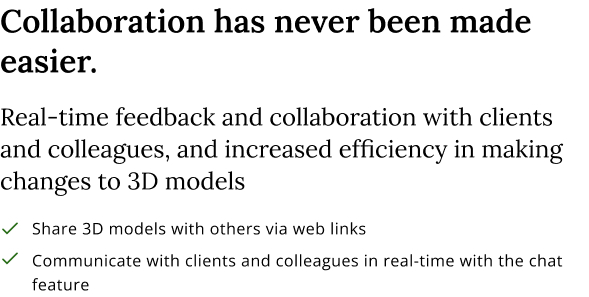 Collaboration has never been made
easier.
Real-time feedback and collaboration with clients
and colleagues, and increased efficiency in making
changes to 3D models
Share 3D models with others via web links
Communicate with clients and colleagues in real-time with the chat
feature